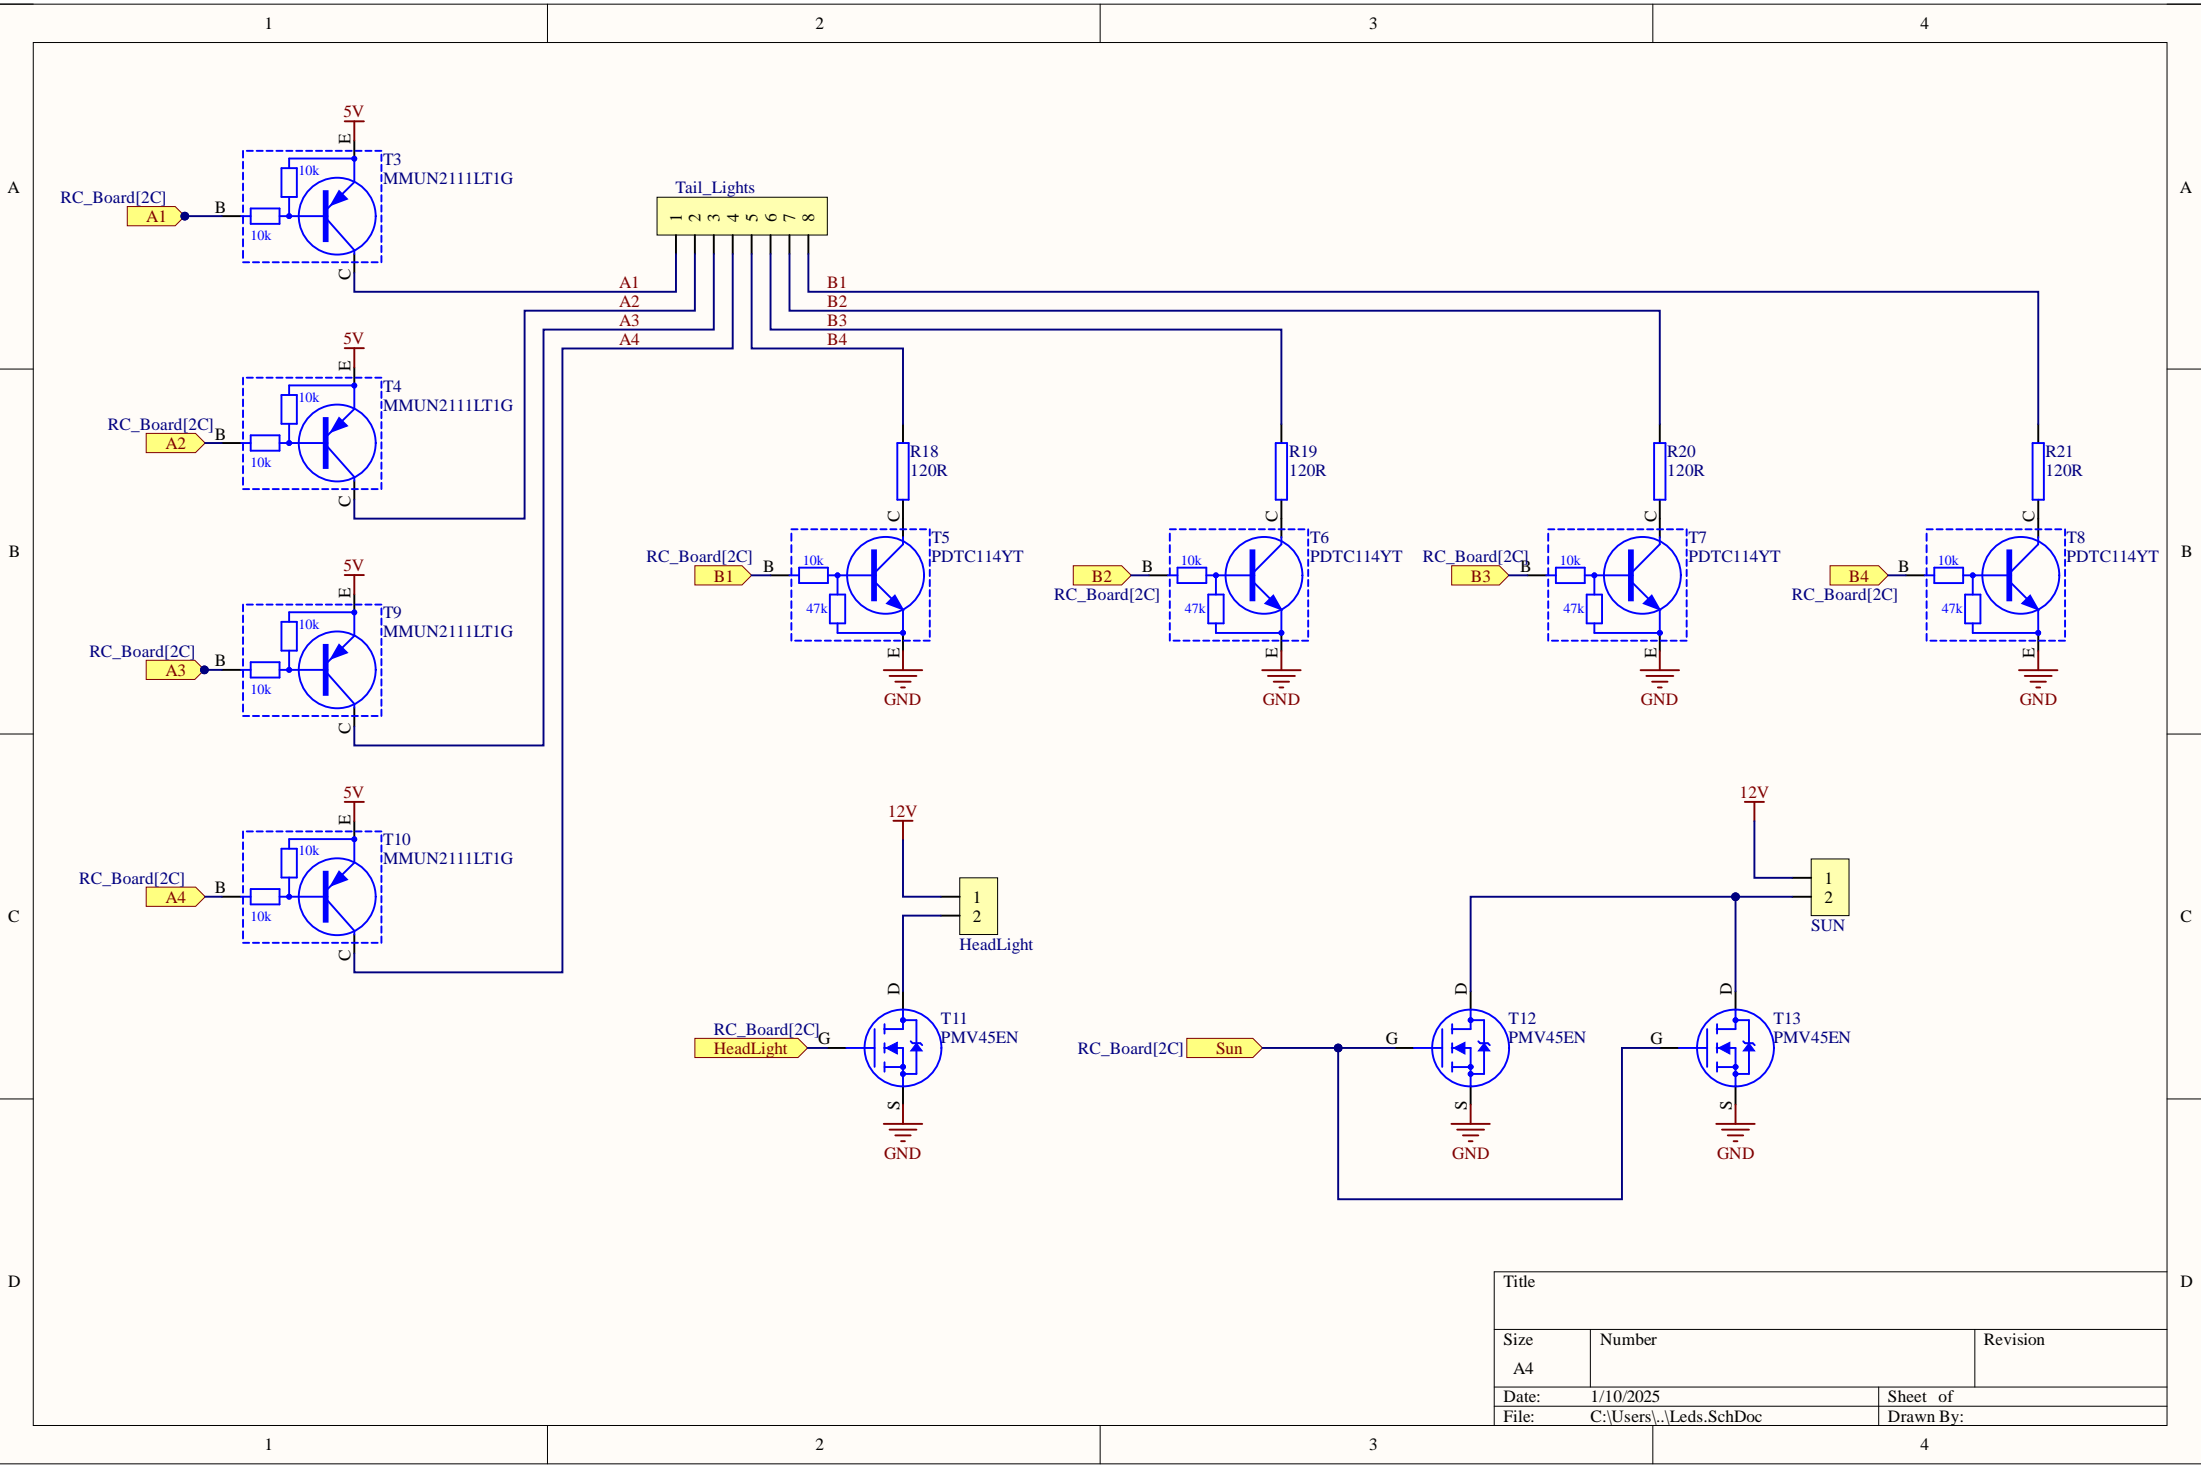 1 2 3 4
A A
5V
E
T3
10k
MMUN2111LT1G
RC_Board[2C]
A1 B
10k
C
Tail_Lights
1 2 3 4 5 6 7 8
A1 B1
A2 B2
A3 B3
A4 B4
5V
E
T4
10k
MMUN2111LT1G
RC_Board[2C]
A2 B
10k
C
R18
120R
R19
120R
R20
120R
R21
120R
B B
C
T5
PDTC114YT
RC_Board[2C]
B1 B
10k
47k
E
GND
C
T6
PDTC114YT
B2 B
RC_Board[2C]
10k
47k
E
GND
C
T7
PDTC114YT
RC_Board[2C]
B3 B
10k
47k
E
GND
C
T8
PDTC114YT
B4 B
RC_Board[2C]
10k
47k
E
GND
5V
E
T9
10k
MMUN2111LT1G
RC_Board[2C]
A3 B
10k
C
5V
E
T10
10k
MMUN2111LT1G
RC_Board[2C]
A4 B
10k
C
C C
12V
1
2
HeadLight
D
T11
PMV45EN
RC_Board[2C]
HeadLight G
S
GND
12V
1
2
SUN
D
T12
PMV45EN
RC_Board[2C] Sun G
S
GND
D
T13
PMV45EN
G
S
GND
D D
Title
Size Number Revision
A4
Date: 1/10/2025 Sheet of
File: C:\Users\..\Leds.SchDoc Drawn By:
1 2 3 4